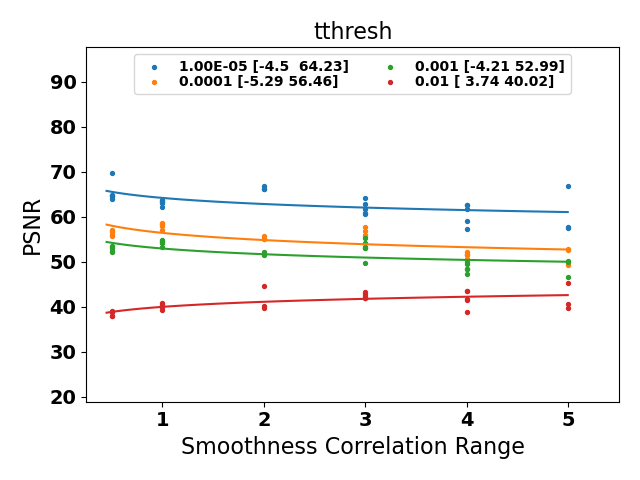 tthresh
1.00E-05 [-4.5  64.23]
0.0001 [-5.29 56.46]
0.001 [-4.21 52.99]
0.01 [ 3.74 40.02]
PSNR
90
80
70
60
50
40
30
20
1 2 3 4 5
Smoothness Correlation Range